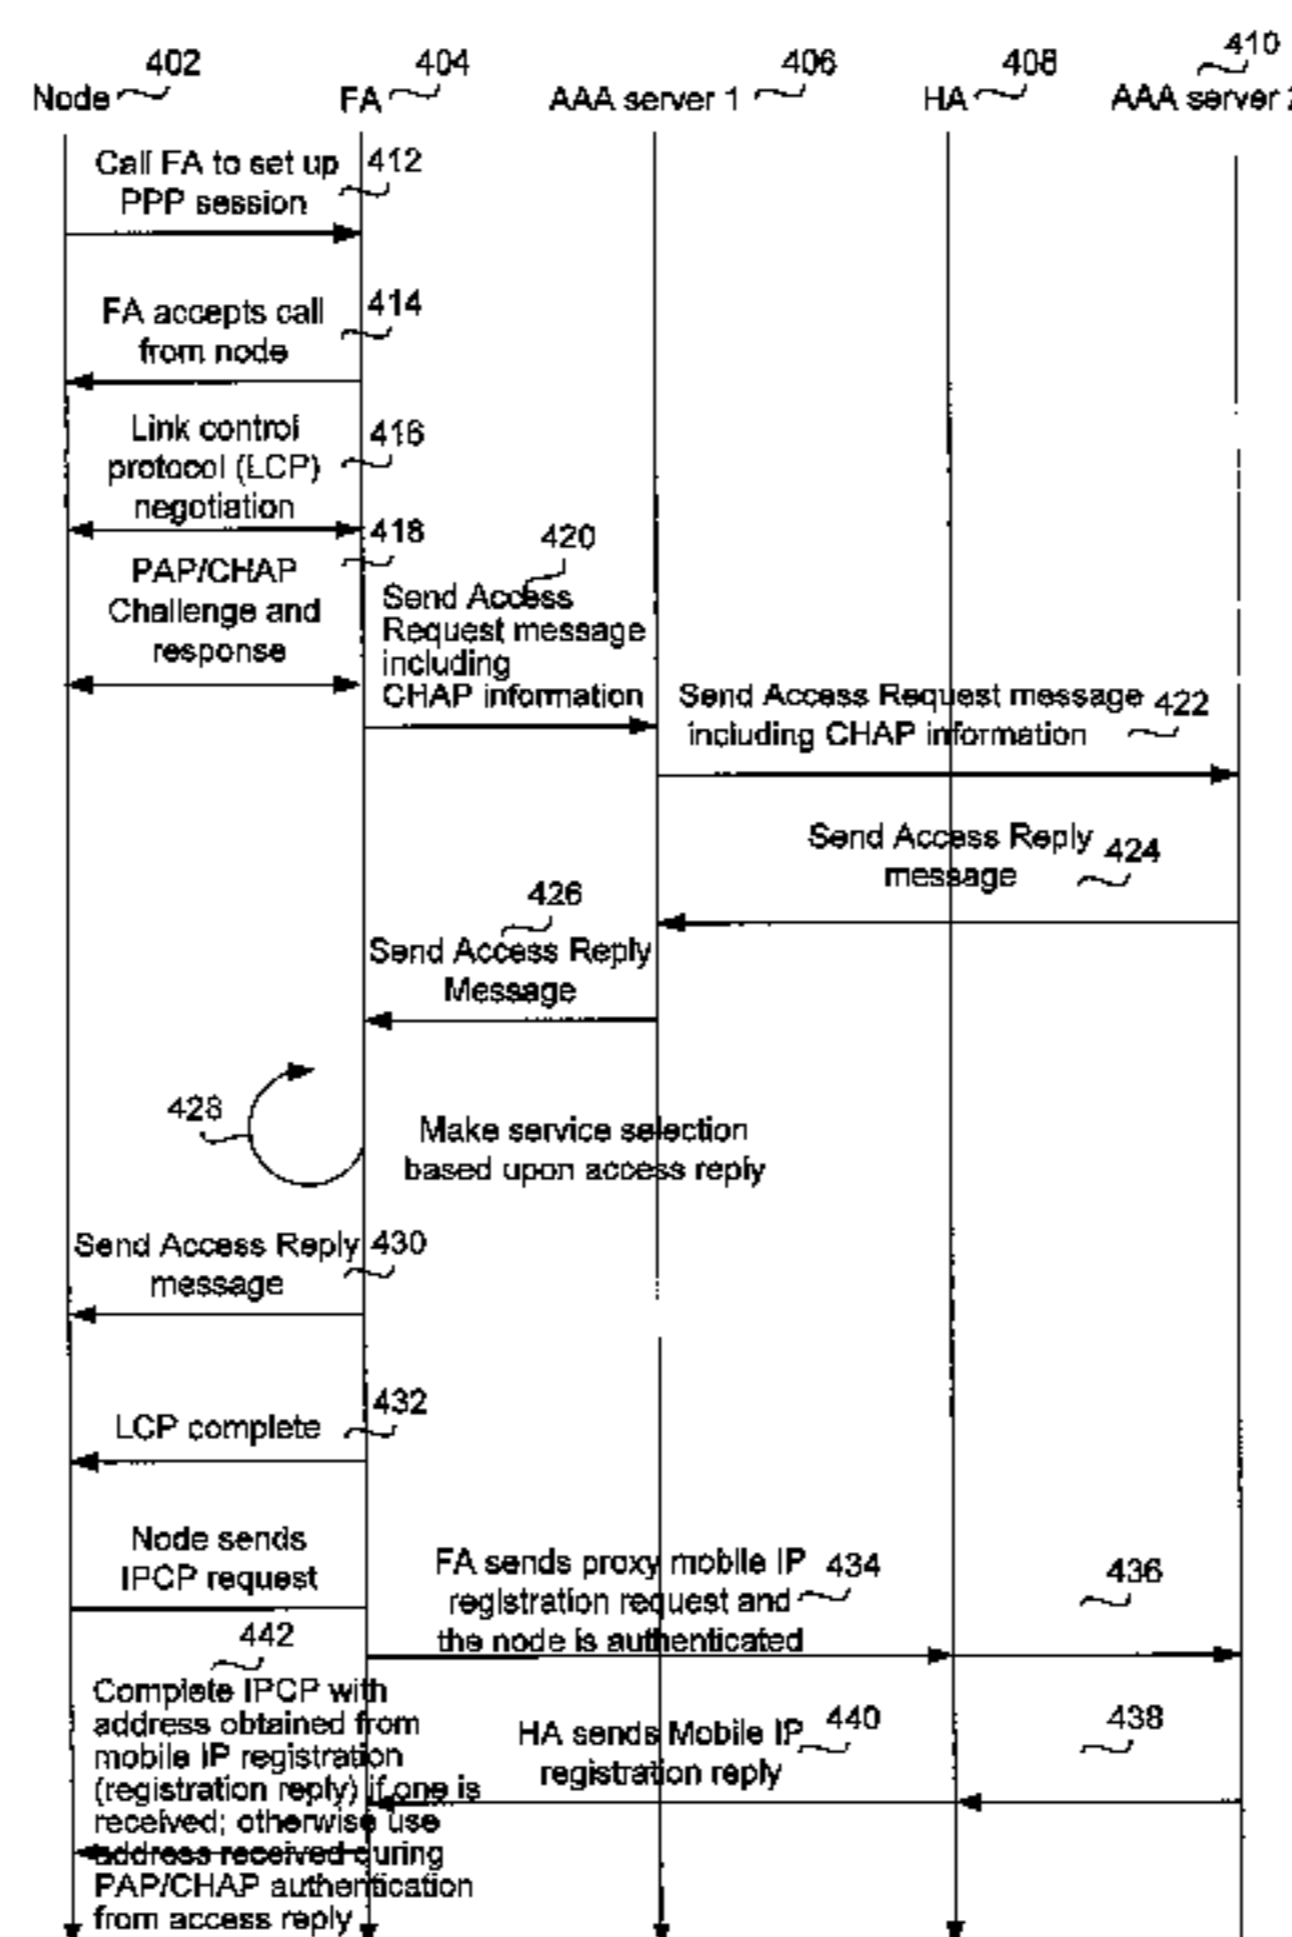 402
404
406
408
410
Node
FA
AAA server 1
HA
AAA server 2
Call FA to set up
PPP session
412
FA accepts call
from node
414
Link control
protocol (LCP)
negotiation
416
PAP/CHAP
Challenge and
response
418
420
Send Access
Request message
including
CHAP information
Send Access Request message
including CHAP information
422
Send Access Reply
message
424
426
Send Access Reply
Message
428
Make service selection
based upon access reply
Send Access Reply
message
430
LCP complete
432
Node sends
IPCP request
FA sends proxy mobile IP
registration request and
the node is authenticated
434
436
442
Complete IPCP with
address obtained from
mobile IP registration
(registration reply) if one is
received; otherwise use
address received during
PAP/CHAP authentication
from access reply
HA sends Mobile IP
registration reply
440
438